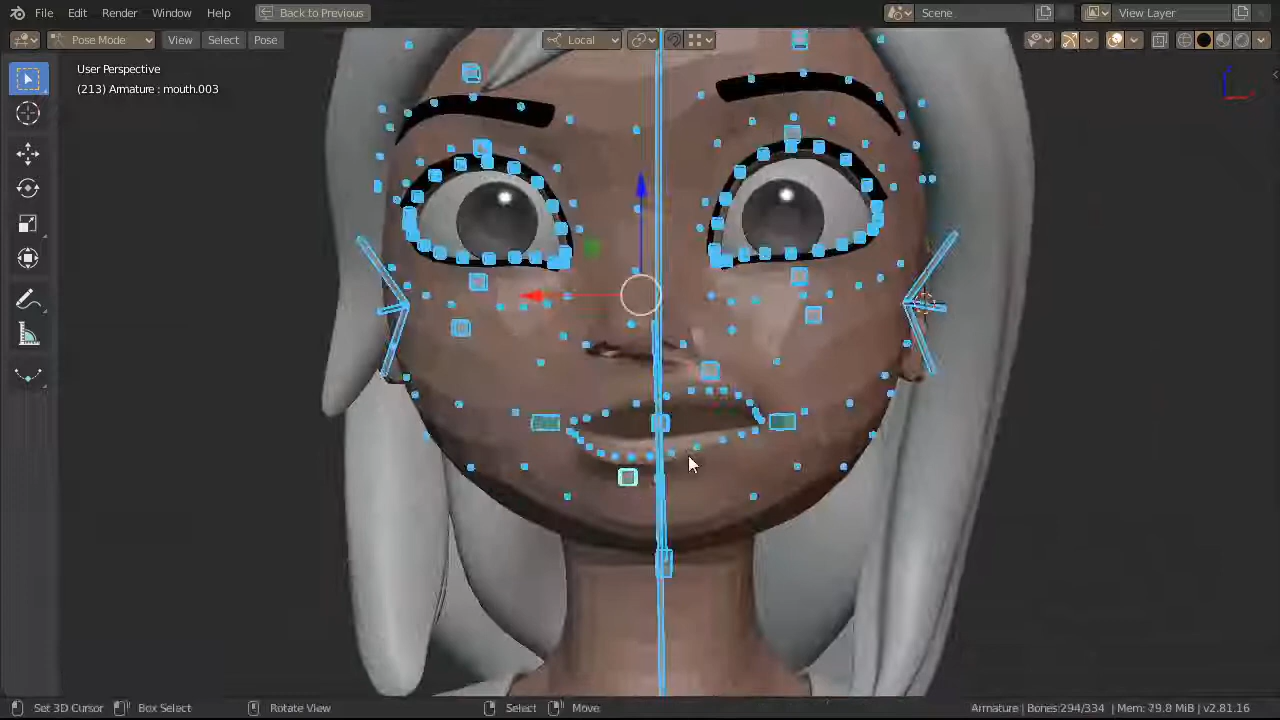 File Edit Render Window Help Back to Previous Scene View Layer
Pose Mode View Select Pose Local
User Perspective
(213) Armature : mouth.003
Set 3D Cursor Box Select Rotate View Select Move Armature | Bones:294/334 | Mem: 79.8 MiB | v2.81.16